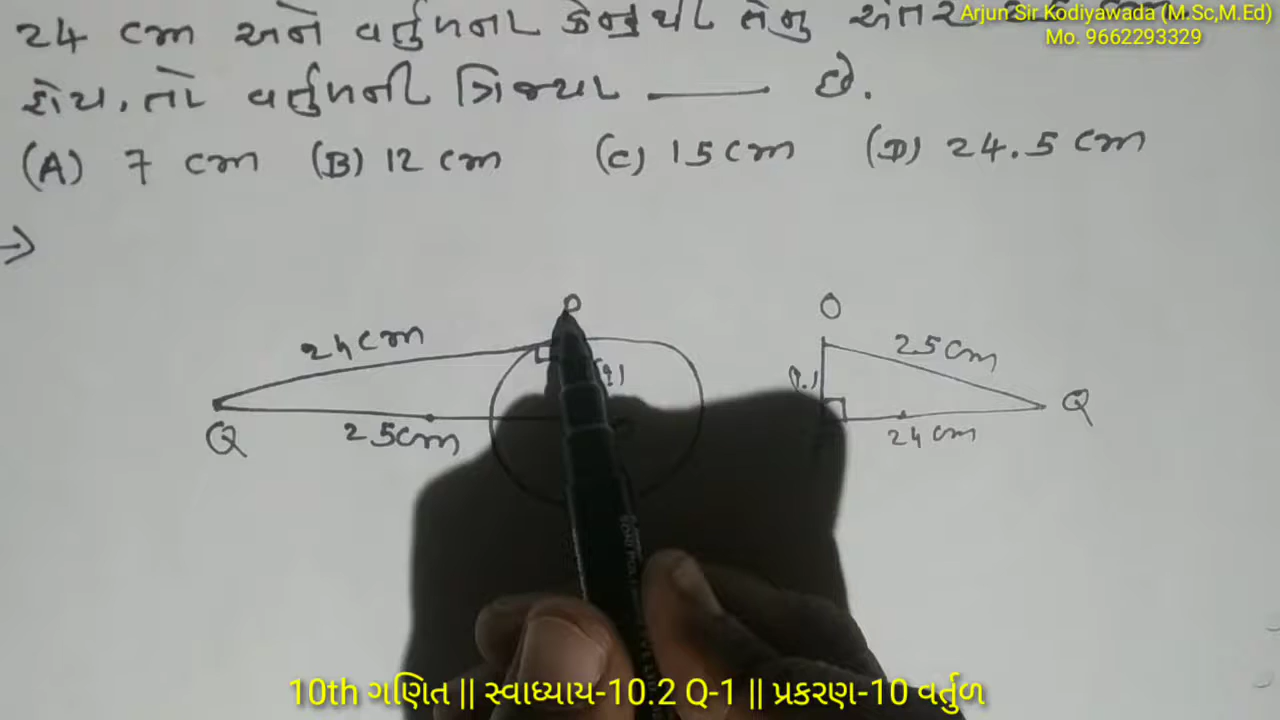 24 cm અને વર્તુળના કેન્દ્રથી તેનું અંતર
Arjun Sir Kodiyawada (M.Sc,M.Ed)
Mo. 9662293329
હોય, તો વર્તુળની ત્રિજ્યા ____ છે.
(A) 7 cm (B) 12 cm (C) 15 cm (D) 24.5 cm
→
P O
24 cm 25 cm
(r) (r)
Q 25 cm 24 cm Q
10th ગણિત || સ્વાધ્યાય-10.2 Q-1 || પ્રકરણ-10 વર્તુળ